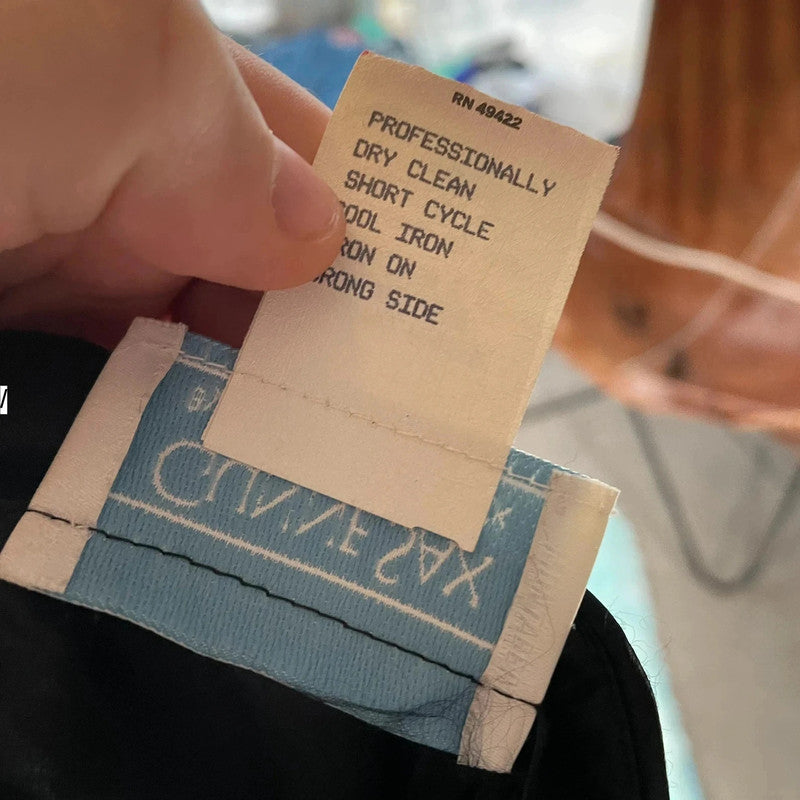 RN 49422
PROFESSIONALLY
DRY CLEAN
SHORT CYCLE
OOL IRON
RON ON
RONG SIDE